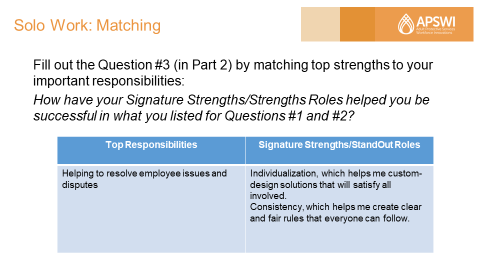 Solo Work: Matching
APSWI
Fill out the Question #3 (in Part 2) by matching top strengths to your
important responsibilities:
How have your Signature Strengths/Strengths Roles helped you be
successful in what you listed for Questions #1 and #2?
Top Responsibilities
Signature Strengths/StandOut Roles
Helping to resolve employee issues and
disputes
Individualization, which helps me custom-
design solutions that will satisfy all
involved.
Consistency, which helps me create clear
and fair rules that everyone can follow.